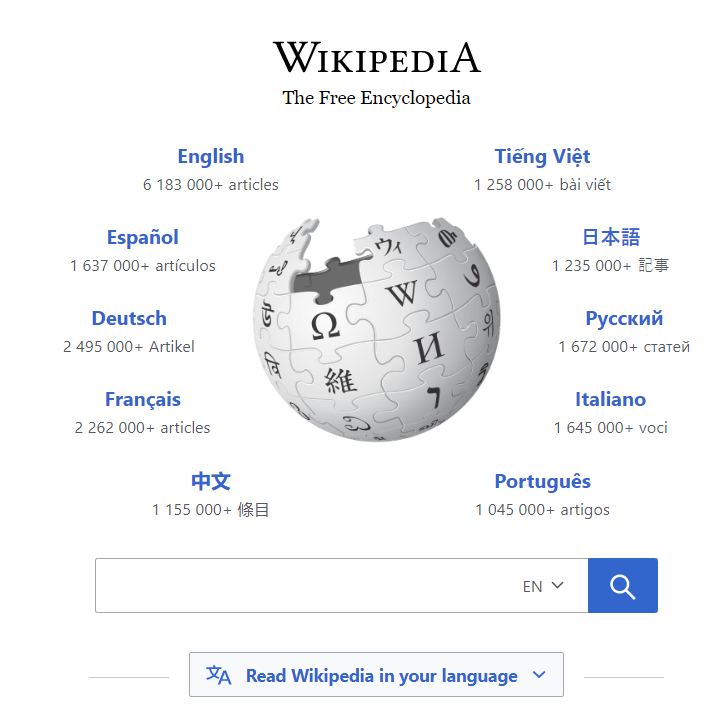 WIKIPEDIA
The Free Encyclopedia
English
6 183 000+ articles
Tiếng Việt
1 258 000+ bài viết
Español
1 637 000+ artículos
日本語
1 235 000+ 記事
Deutsch
2 495 000+ Artikel
Русский
1 672 000+ статей
Français
2 262 000+ articles
Italiano
1 645 000+ voci
中文
1 155 000+ 條目
Português
1 045 000+ artigos
ウィ
W
Ω
И
維
EN
Read Wikipedia in your language